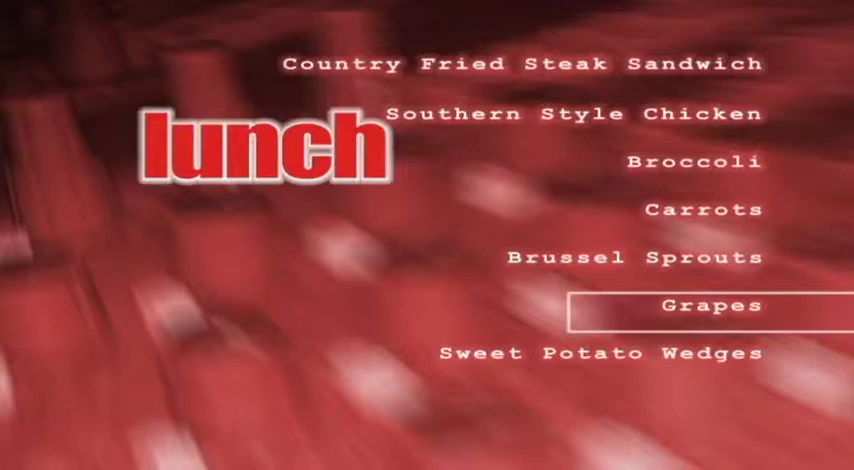 Country Fried Steak Sandwich
lunch
Southern Style Chicken
Broccoli
Carrots
Brussel Sprouts
Grapes
Sweet Potato Wedges